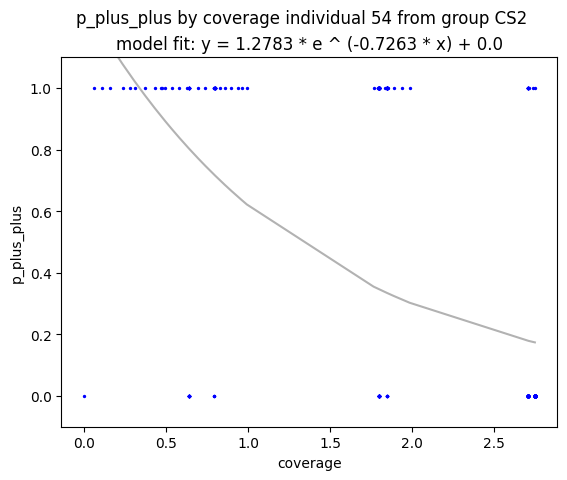 p_plus_plus by coverage individual 54 from group CS2
model fit: y = 1.2783 * e ^ (-0.7263 * x) + 0.0
1.0
0.8
0.6
0.4
0.2
0.0
p_plus_plus
0.0 0.5 1.0 1.5 2.0 2.5
coverage